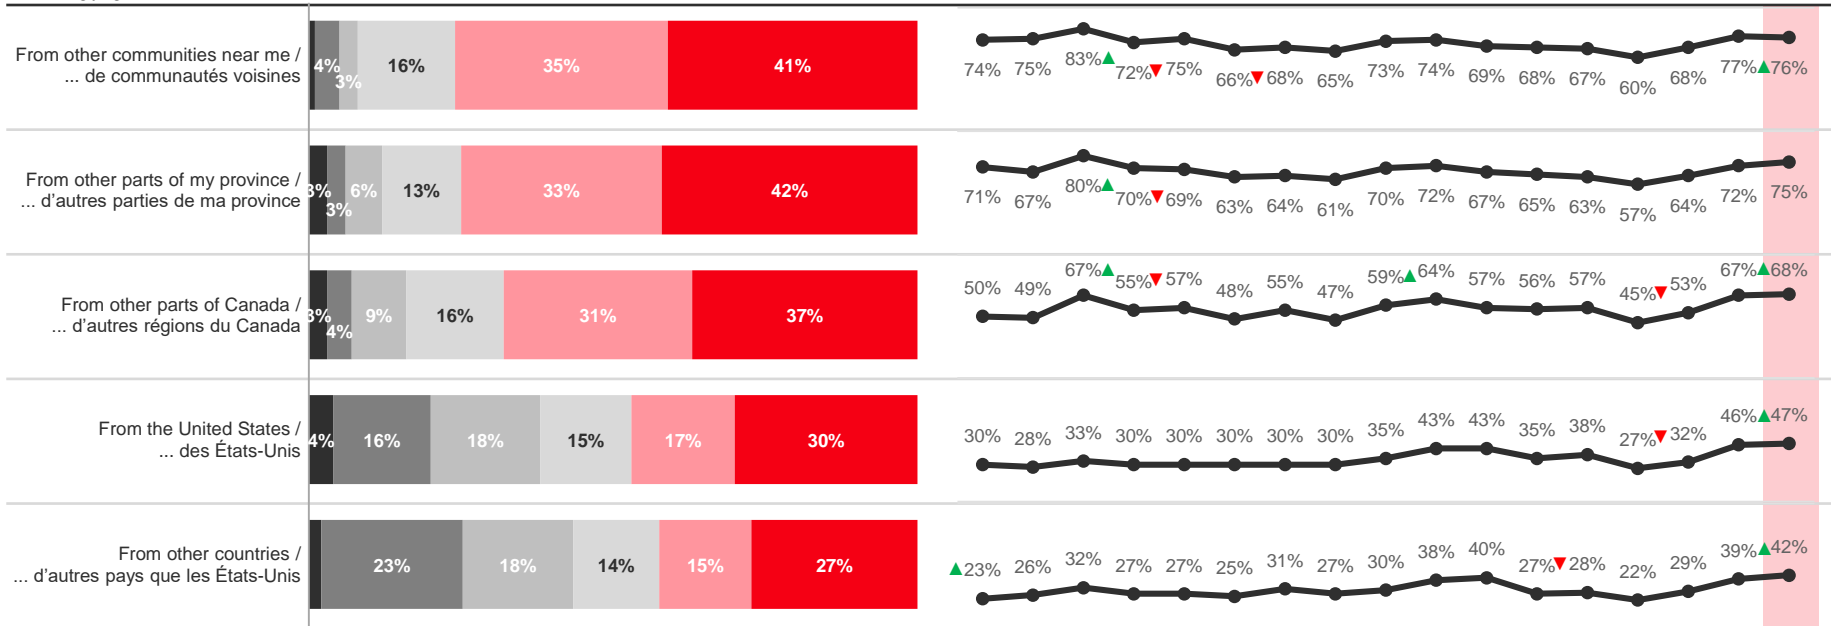 From other communities near me /
... de communautés voisines
4%
3%
16%
35%
41%
74% 75% 83% 72% 75% 66% 68% 65% 73% 74% 69% 68% 67% 60% 68% 77% 76%
From other parts of my province /
... d'autres parties de ma province
3%
3%
6%
13%
33%
42%
71% 67% 80% 70% 69% 63% 64% 61% 70% 72% 67% 65% 63% 57% 64% 72% 75%
From other parts of Canada /
... d'autres régions du Canada
3%
4%
9%
16%
31%
37%
50% 49% 67% 55% 57% 48% 55% 47% 59% 64% 57% 56% 57% 45% 53% 67% 68%
From the United States /
... des États-Unis
4%
16%
18%
15%
17%
30%
30% 28% 33% 30% 30% 30% 30% 30% 35% 43% 43% 35% 38% 27% 32% 46% 47%
From other countries /
... d'autres pays que les États-Unis
23%
18%
14%
15%
27%
23% 26% 32% 27% 27% 25% 31% 27% 30% 38% 40% 27% 28% 22% 29% 39% 42%